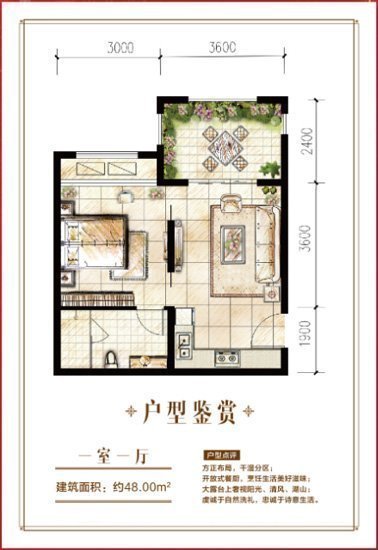 3000 3600
2400
3600
1900
户型鉴赏
一室一厅
建筑面积：约48.00m²
户型点评
方正布局，干湿分区；
开放式餐厨，烹饪生活美好滋味；
大露台上奢视阳光、清风、湖山；
虔诚于自然洗礼，忠诚于诗意生活。